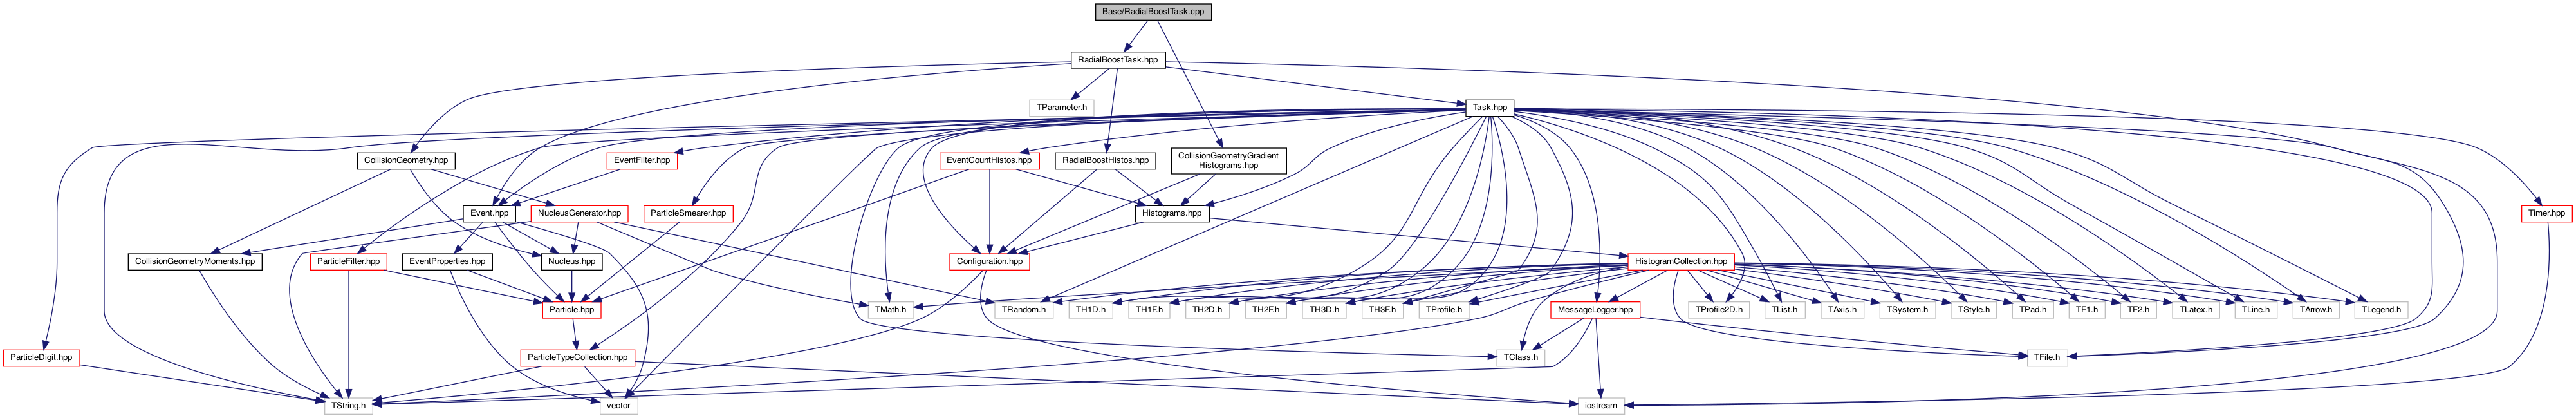 Base/RadialBoostTask.cpp
RadialBoostTask.hpp
TParameter.h
Task.hpp
CollisionGeometry.hpp
EventFilter.hpp
EventCountHistos.hpp
RadialBoostHistos.hpp
CollisionGeometryGradient
Histograms.hpp
Event.hpp
NucleusGenerator.hpp
ParticleSmearer.hpp
Histograms.hpp
Timer.hpp
CollisionGeometryMoments.hpp
ParticleFilter.hpp
EventProperties.hpp
Nucleus.hpp
Configuration.hpp
HistogramCollection.hpp
Particle.hpp
TMath.h
TRandom.h
TH1D.h
TH1F.h
TH2D.h
TH2F.h
TH3D.h
TH3F.h
TProfile.h
MessageLogger.hpp
TProfile2D.h
TList.h
TAxis.h
TSystem.h
TStyle.h
TPad.h
TF1.h
TF2.h
TLatex.h
TLine.h
TArrow.h
TLegend.h
ParticleDigit.hpp
ParticleTypeCollection.hpp
TClass.h
TFile.h
TString.h
vector
iostream